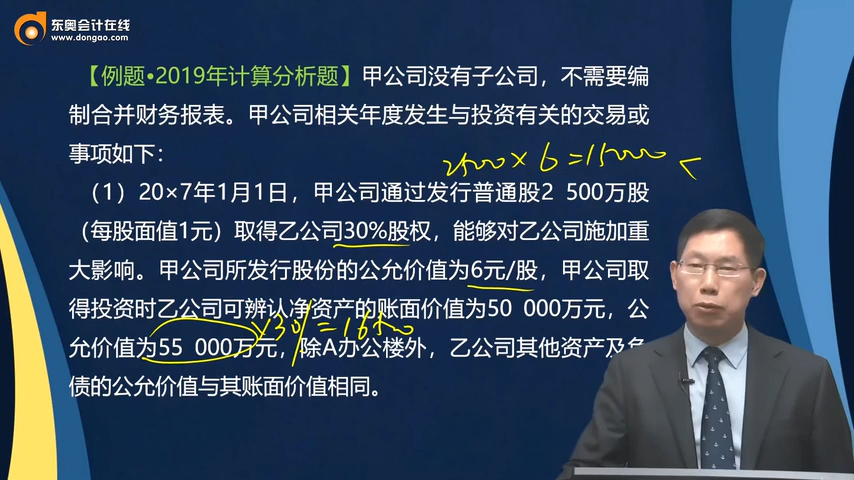 东奥会计在线
www.dongao.com
【例题•2019年计算分析题】甲公司没有子公司，不需要编
制合并财务报表。甲公司相关年度发生与投资有关的交易或
事项如下：
2500×6=15000 <
（1）20×7年1月1日，甲公司通过发行普通股2 500万股
（每股面值1元）取得乙公司30%股权，能够对乙公司施加重
大影响。甲公司所发行股份的公允价值为6元/股，甲公司取
得投资时乙公司可辨认净资产的账面价值为50 000万元，公
×30%=16500
允价值为55 000万元，除A办公楼外，乙公司其他资产及负
债的公允价值与其账面价值相同。